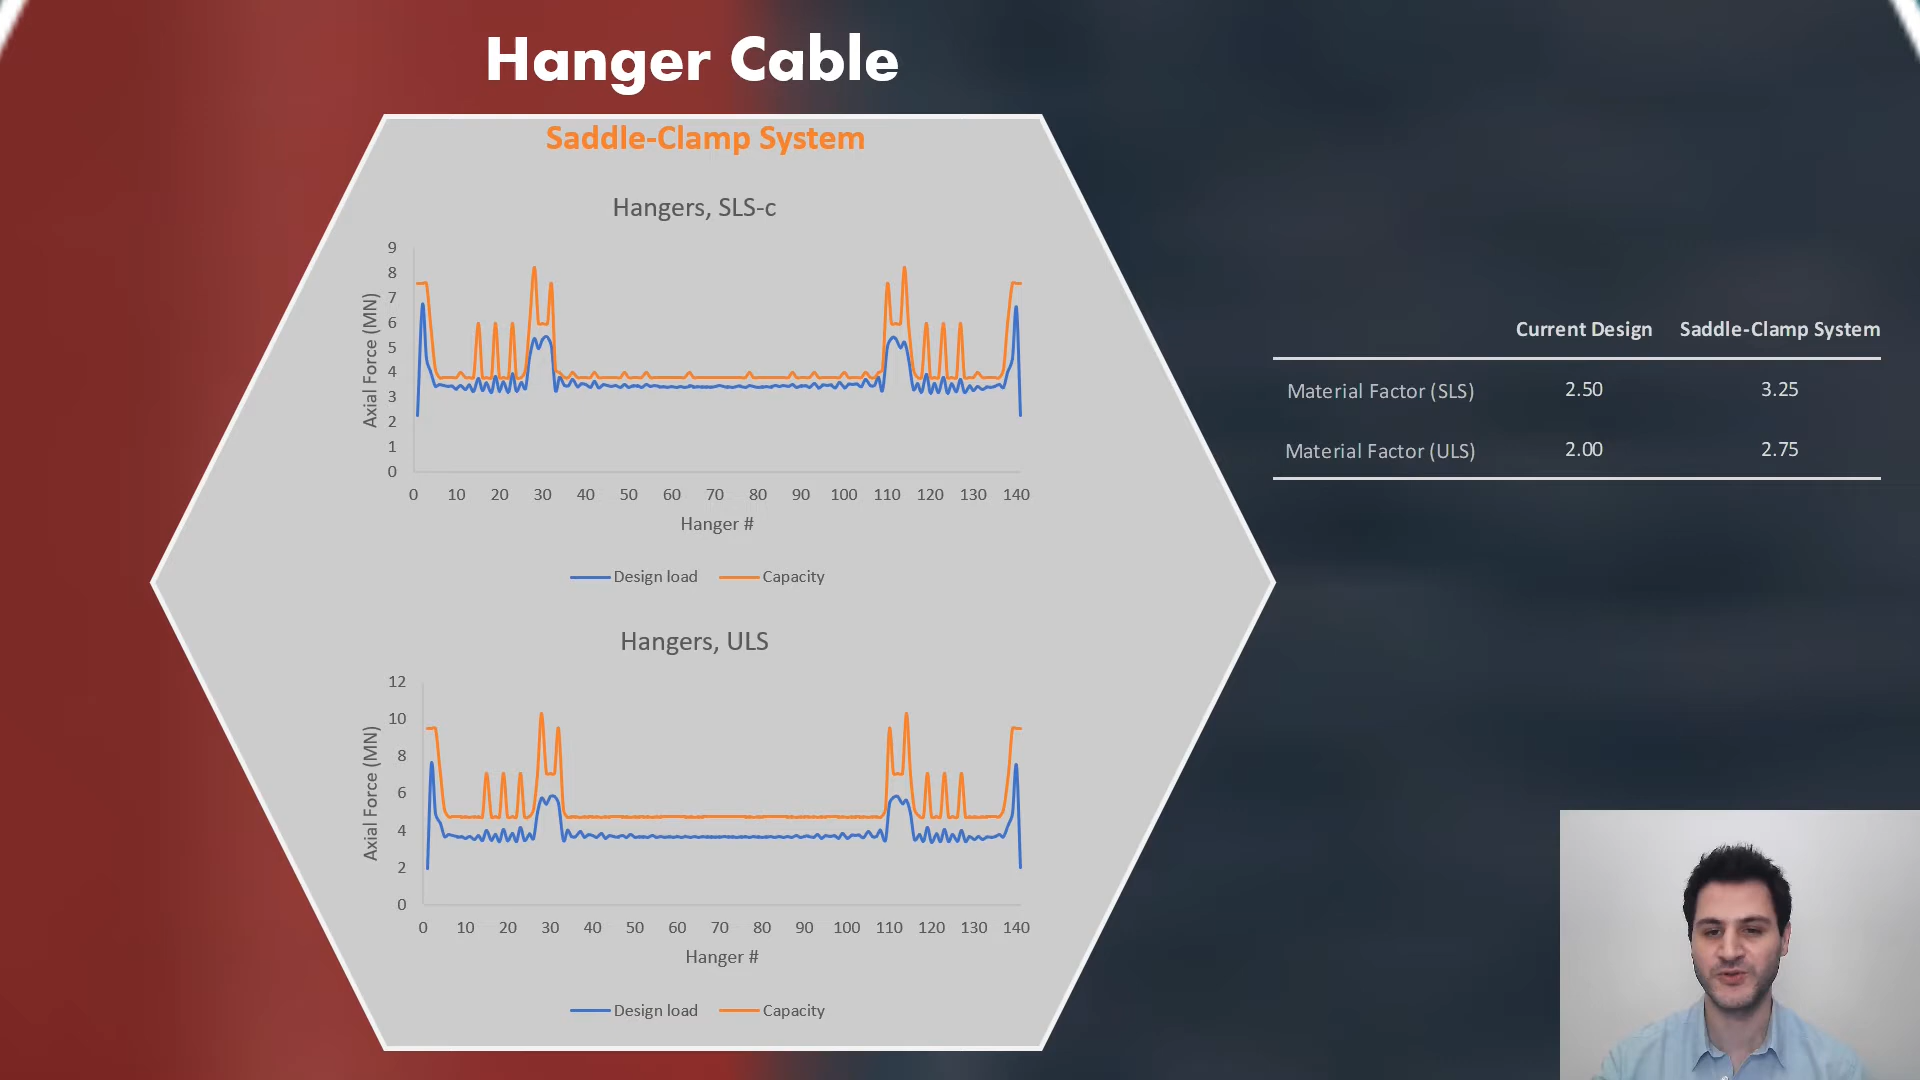 Hanger Cable
Saddle-Clamp System
Hangers, SLS-c
9
8
7
6
5
4
3
2
1
0
Axial Force (MN)
0 10 20 30 40 50 60 70 80 90 100 110 120 130 140
Hanger #
Design load Capacity
Hangers, ULS
12
10
8
6
4
2
0
Axial Force (MN)
0 10 20 30 40 50 60 70 80 90 100 110 120 130 140
Hanger #
Design load Capacity
Current Design Saddle-Clamp System
Material Factor (SLS) 2.50 3.25
Material Factor (ULS) 2.00 2.75